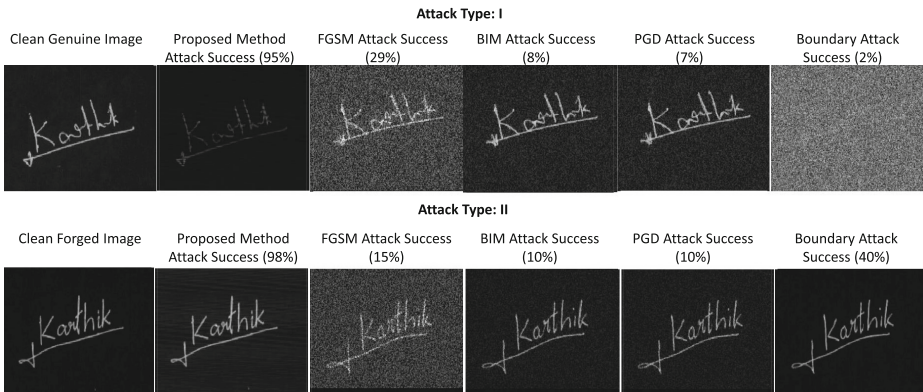 Attack Type: I
Clean Genuine Image
Proposed Method
Attack Success (95%)
FGSM Attack Success
(29%)
BIM Attack Success
(8%)
PGD Attack Success
(7%)
Boundary Attack
Success (2%)
Karthik
Karthik
Karthik
Karthik
Karthik
Attack Type: II
Clean Forged Image
Proposed Method
Attack Success (98%)
FGSM Attack Success
(15%)
BIM Attack Success
(10%)
PGD Attack Success
(10%)
Boundary Attack
Success (40%)
Karthik
Karthik
Karthik
Karthik
Karthik
Karthik